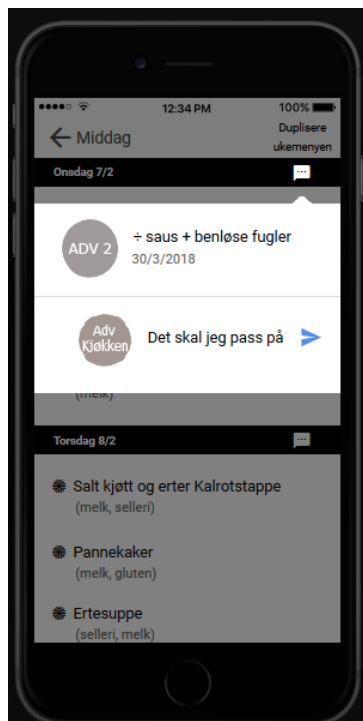 12:34 PM
100%
Middag
Duplisere
ukemenyen
Onsdag 7/2
ADV 2
÷ saus + benløse fugler
30/3/2018
Adv
Kjøkken
Det skal jeg pass på
(melk)
Torsdag 8/2
Salt kjøtt og erter Kalrotstappe
(melk, selleri)
Pannekaker
(melk, gluten)
Ertesuppe
(selleri, melk)